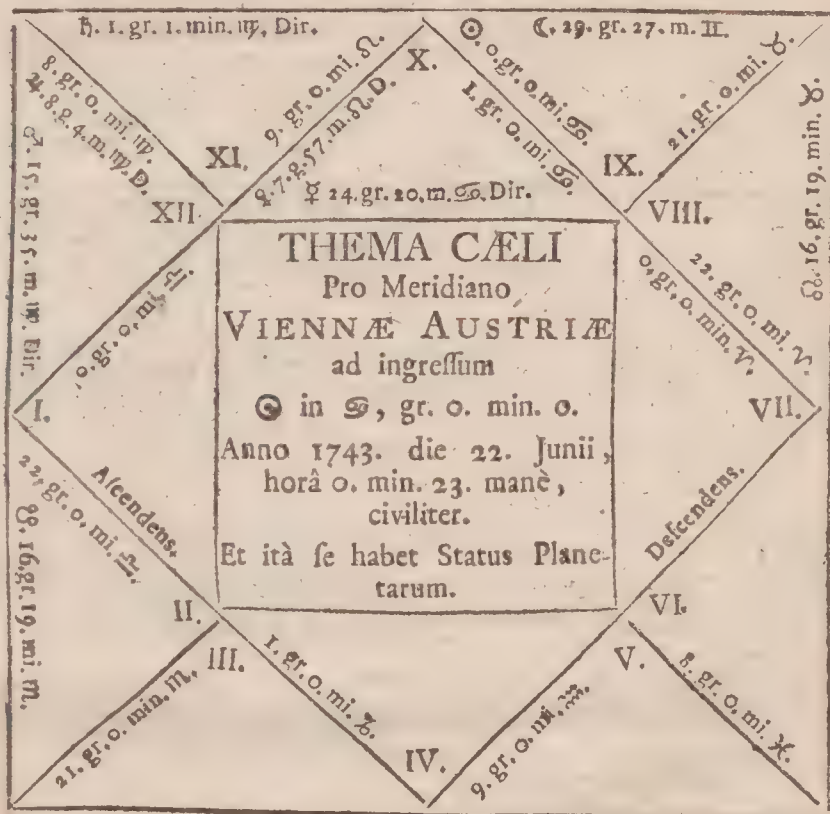 ♄. 1. gr. 1. min. ♍, Dir.
☾. 29. gr. 27. m. ♊.
☉. 0. gr. 0. mi. ♋.
X.
1. gr. 0. mi. ♋.
9. gr. 0. mi. ♌.
♀. 7. g. 57. m. ♌. D.
21. gr. 0. mi. ♉.
8. gr. 0. mi. ♍.
♃. 8. g. 4. m. ♍. D.
XI.
IX.
☿ 24. gr. 20. m. ♋. Dir.
XII.
VIII.
♂. 15. gr. 35. m. ♍. Dir.
☊. 16. gr. 19. min. ♉.
THEMA CÆLI
Pro Meridiano
VIENNÆ AUSTRIÆ
ad ingreſſum
☉ in ♋, gr. 0. min. 0.
Anno 1743. die 22. Junii,
horâ 0. min. 23. manè,
civiliter.
Et ità ſe habet Status Plane-
tarum.
0. gr. 0. mi. ♎.
22. gr. 0. mi. ♈.
0. gr. 0. min. ♈.
I.
VII.
Aſcendens.
Deſcendens.
22. gr. 0. mi. ♎.
☋. 16. gr. 19. mi. ♏.
II.
VI.
III.
V.
21. gr. 0. min. ♏.
1. gr. 0. mi. ♑.
IV.
9. gr. 0. mi. ♒.
8. gr. 0. mi. ♓.